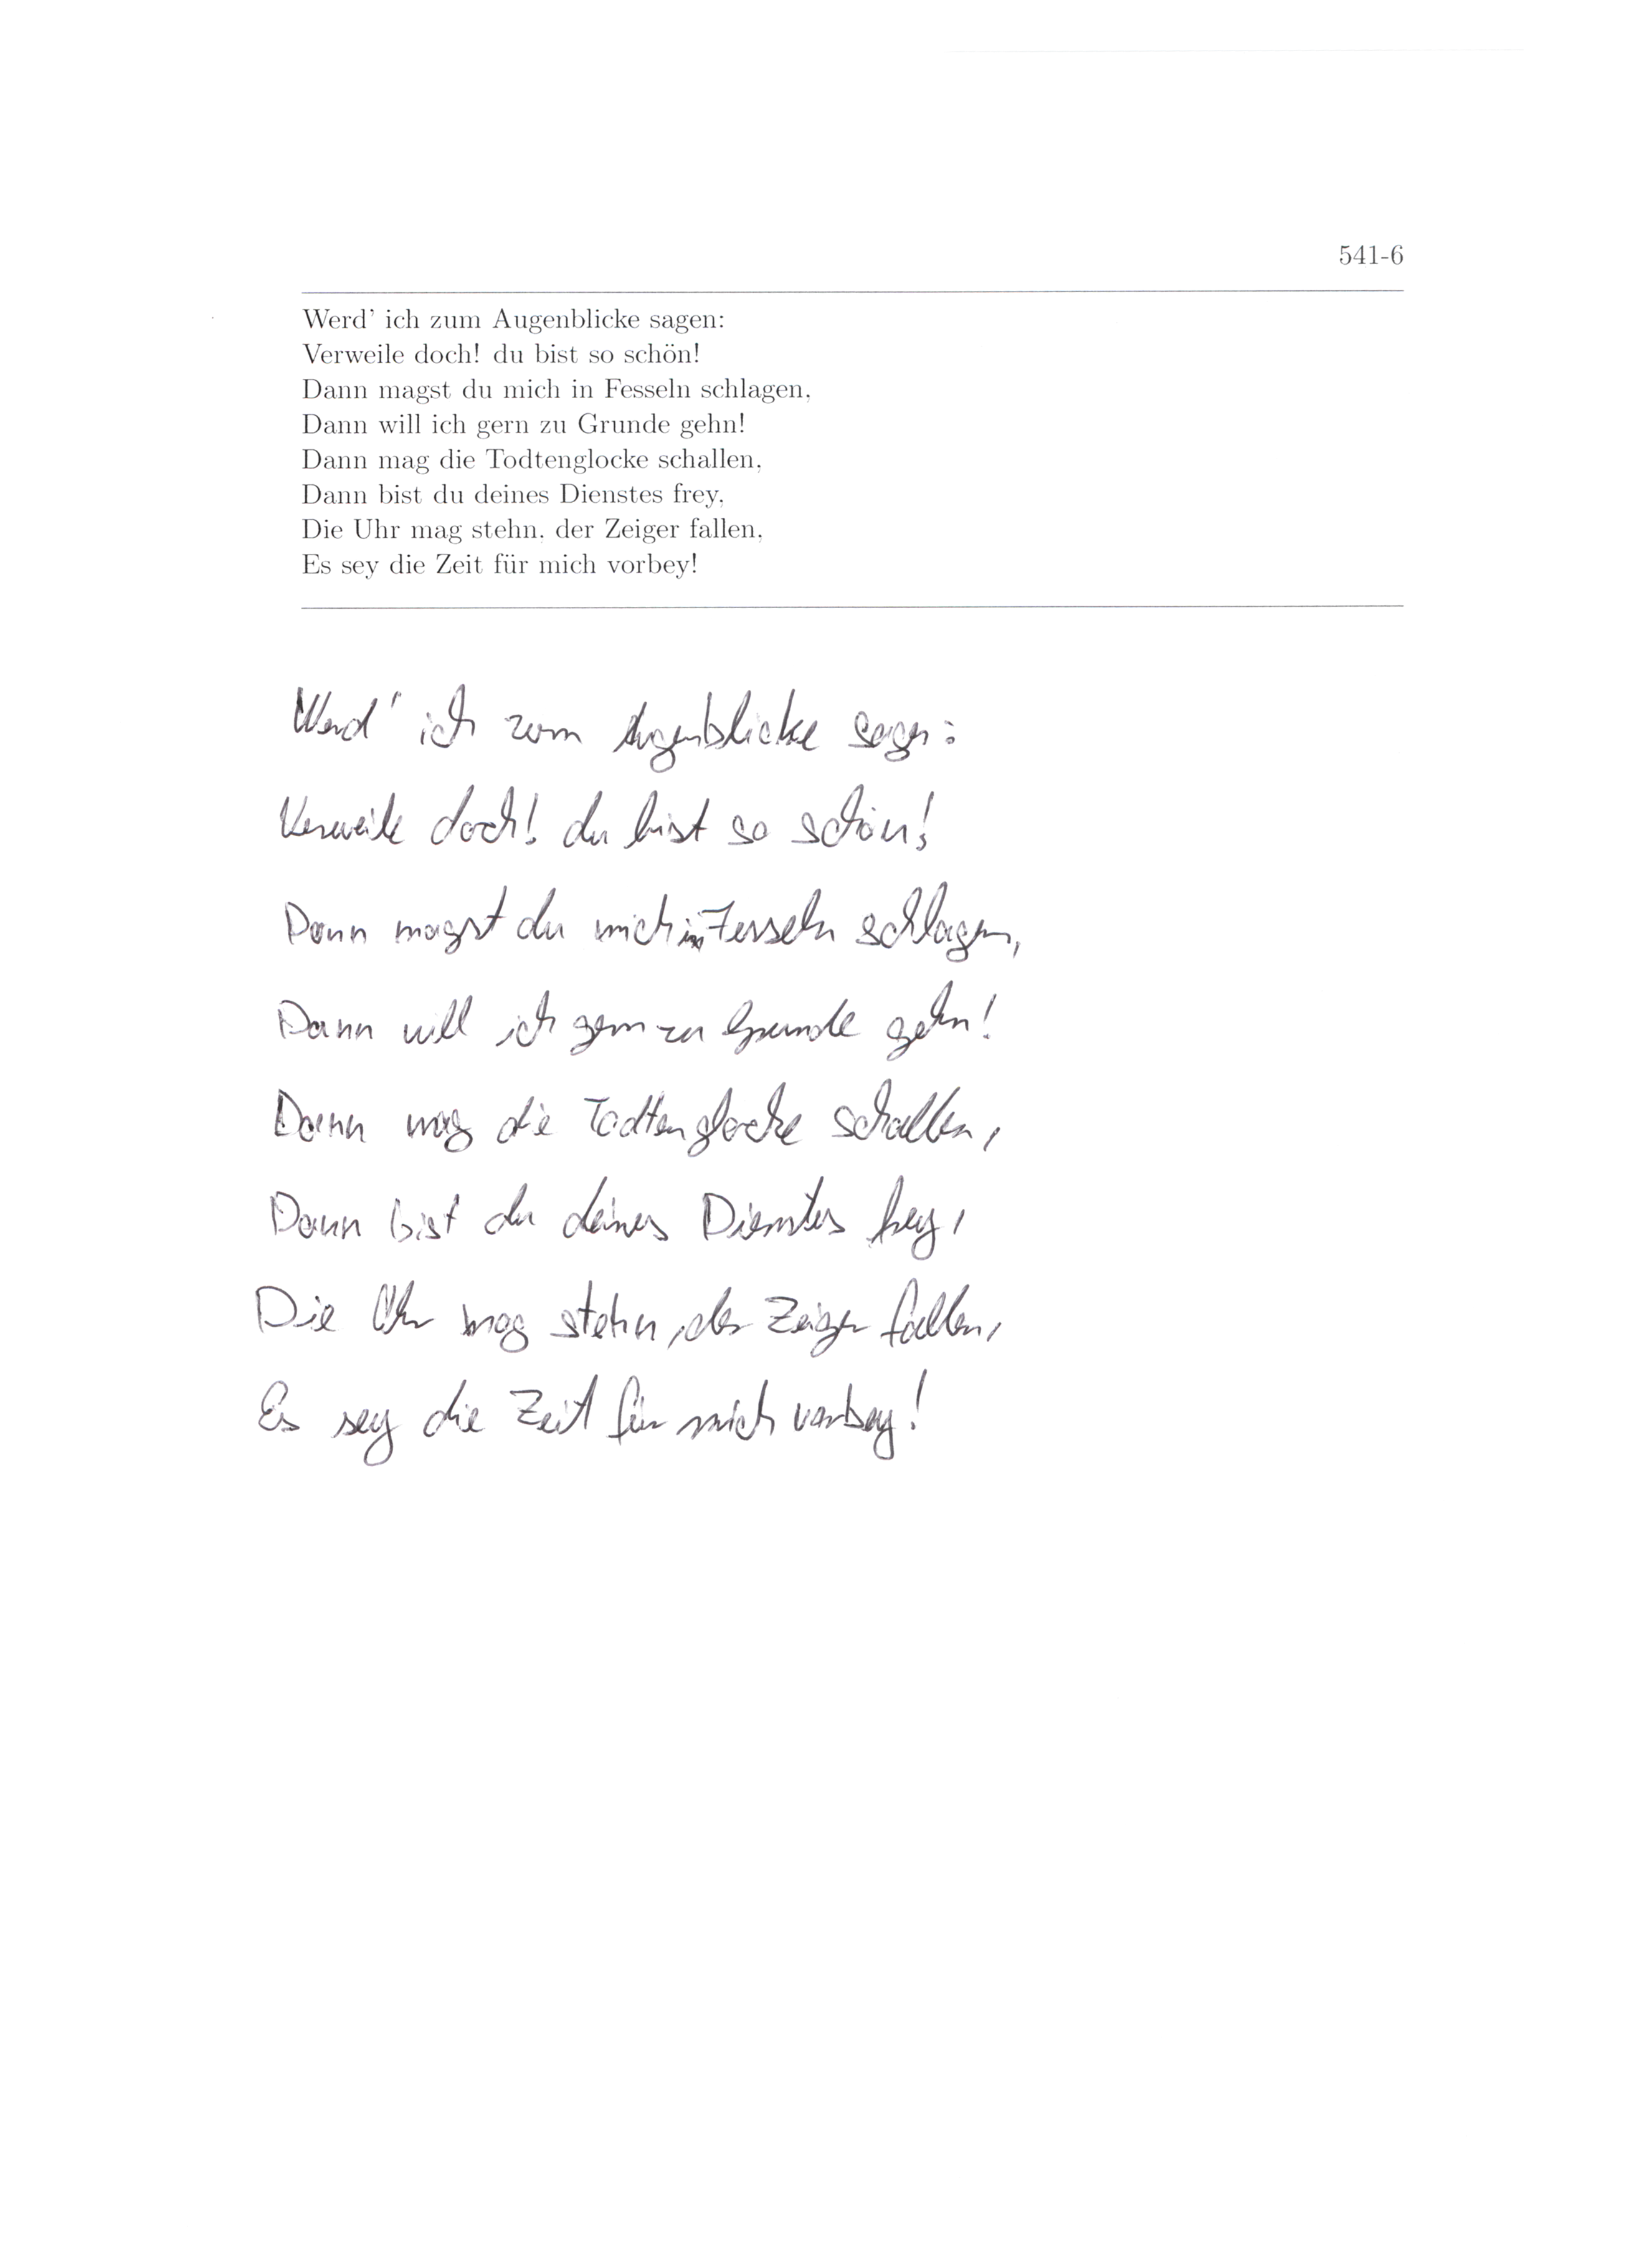 541-6
Werd' ich zum Augenblicke sagen:
Verweile doch! du bist so schön!
Dann magst du mich in Fesseln schlagen,
Dann will ich gern zu Grunde gehn!
Dann mag die Todtenglocke schallen,
Dann bist du deines Dienstes frey,
Die Uhr mag stehn, der Zeiger fallen,
Es sey die Zeit für mich vorbey!
Werd' ich zum Augenblicke sagen:
Verweile doch! du bist so schön!
Dann magst du mich in Fesseln schlagen,
Dann will ich gern zu Grunde gehn!
Dann mag die Todtenglocke schallen,
Dann bist du deines Dienstes frey,
Die Uhr mag stehn, der Zeiger fallen,
Es sey die Zeit für mich vorbey!